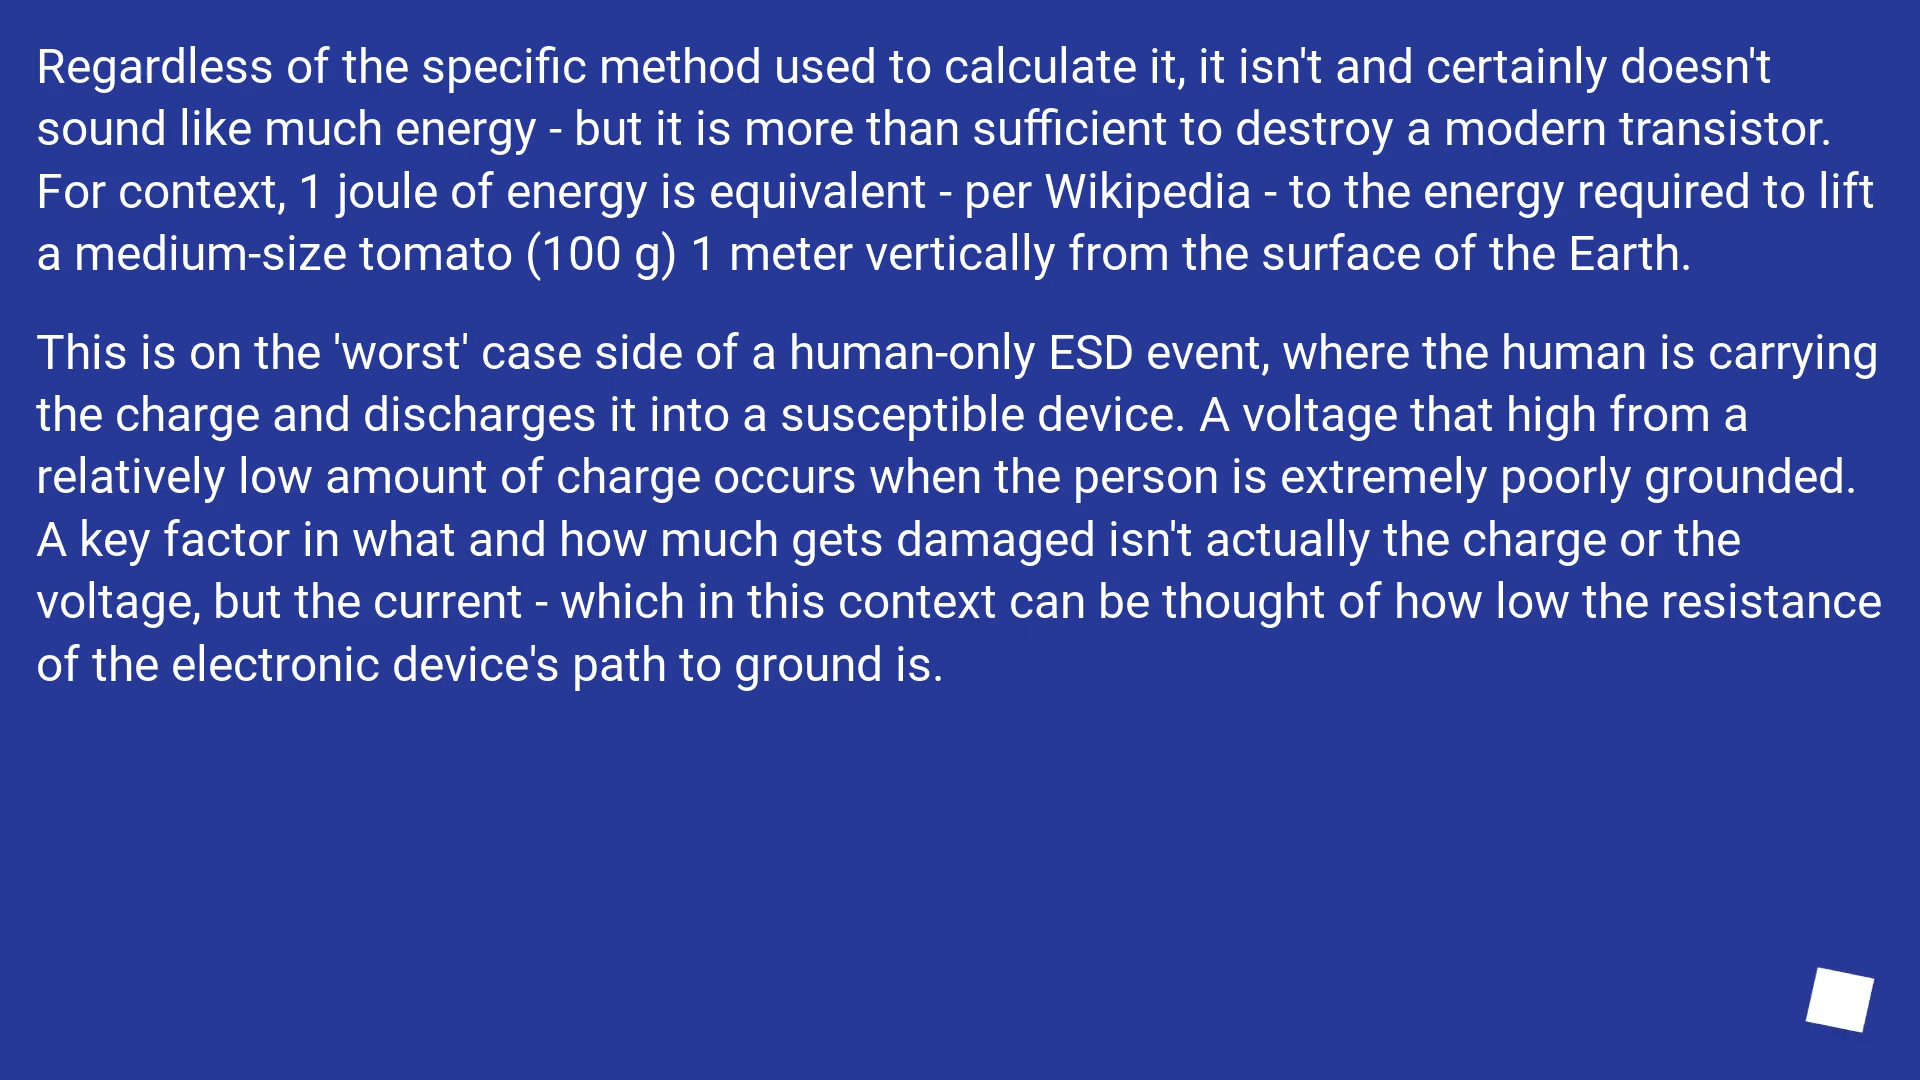 Regardless of the specific method used to calculate it, it isn't and certainly doesn't
sound like much energy - but it is more than sufficient to destroy a modern transistor.
For context, 1 joule of energy is equivalent - per Wikipedia - to the energy required to lift
a medium-size tomato (100 g) 1 meter vertically from the surface of the Earth.
This is on the 'worst' case side of a human-only ESD event, where the human is carrying
the charge and discharges it into a susceptible device. A voltage that high from a
relatively low amount of charge occurs when the person is extremely poorly grounded.
A key factor in what and how much gets damaged isn't actually the charge or the
voltage, but the current - which in this context can be thought of how low the resistance
of the electronic device's path to ground is.